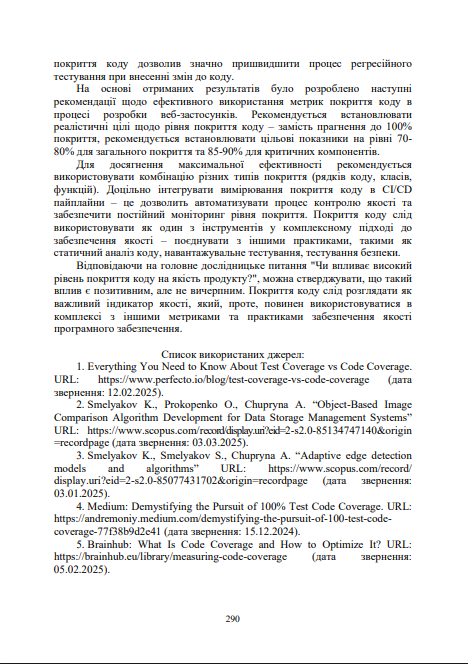 покриття коду дозволив значно пришвидшити процес регресійного
тестування при внесенні змін до коду.
На основі отриманих результатів було розроблено наступні
рекомендації щодо ефективного використання метрик покриття коду в
процесі розробки веб-застосунків. Рекомендується встановлювати
реалістичні цілі щодо рівня покриття коду – замість прагнення до 100%
покриття, рекомендується встановлювати цільові показники на рівні 70-
80% для загального покриття та 85-90% для критичних компонентів.
Для досягнення максимальної ефективності рекомендується
використовувати комбінацію різних типів покриття (рядків коду, класів,
функцій). Доцільно інтегрувати вимірювання покриття коду в CI/CD
пайплайни – це дозволить автоматизувати процес контролю якості та
забезпечити постійний моніторинг рівня покриття. Покриття коду слід
використовувати як один з інструментів у комплексному підході до
забезпечення якості – поєднувати з іншими практиками, такими як
статичний аналіз коду, навантажувальне тестування, тестування безпеки.
Відповідаючи на головне дослідницьке питання "Чи впливає високий
рівень покриття коду на якість продукту?", можна стверджувати, що такий
вплив є позитивним, але не вичерпним. Покриття коду слід розглядати як
важливий індикатор якості, який, проте, повинен використовуватися в
комплексі з іншими метриками та практиками забезпечення якості
програмного забезпечення.
Список використаних джерел:
1. Everything You Need to Know About Test Coverage vs Code Coverage.
URL: https://www.perfecto.io/blog/test-coverage-vs-code-coverage (дата
звернення: 12.02.2025).
2. Smelyakov K., Prokopenko O., Chupryna A. “Object-Based Image
Comparison Algorithm Development for Data Storage Management Systems”
URL: https://www.scopus.com/record/display.uri?eid=2-s2.0-85134747140&origin
=recordpage (дата звернення: 03.03.2025).
3. Smelyakov K., Smelyakov S., Chupryna A. “Adaptive edge detection
models and algorithms” URL: https://www.scopus.com/record/
display.uri?eid=2-s2.0-85077431702&origin=recordpage (дата звернення:
03.01.2025).
4. Medium: Demystifying the Pursuit of 100% Test Coverage. URL:
https://andremoniy.medium.com/demystifying-the-pursuit-of-100-test-code-
coverage-77f38b9d2e41 (дата звернення: 15.12.2024).
5. Brainhub: What Is Code Coverage and How to Optimize It? URL:
https://brainhub.eu/library/measuring-code-coverage (дата звернення:
05.02.2025).
290